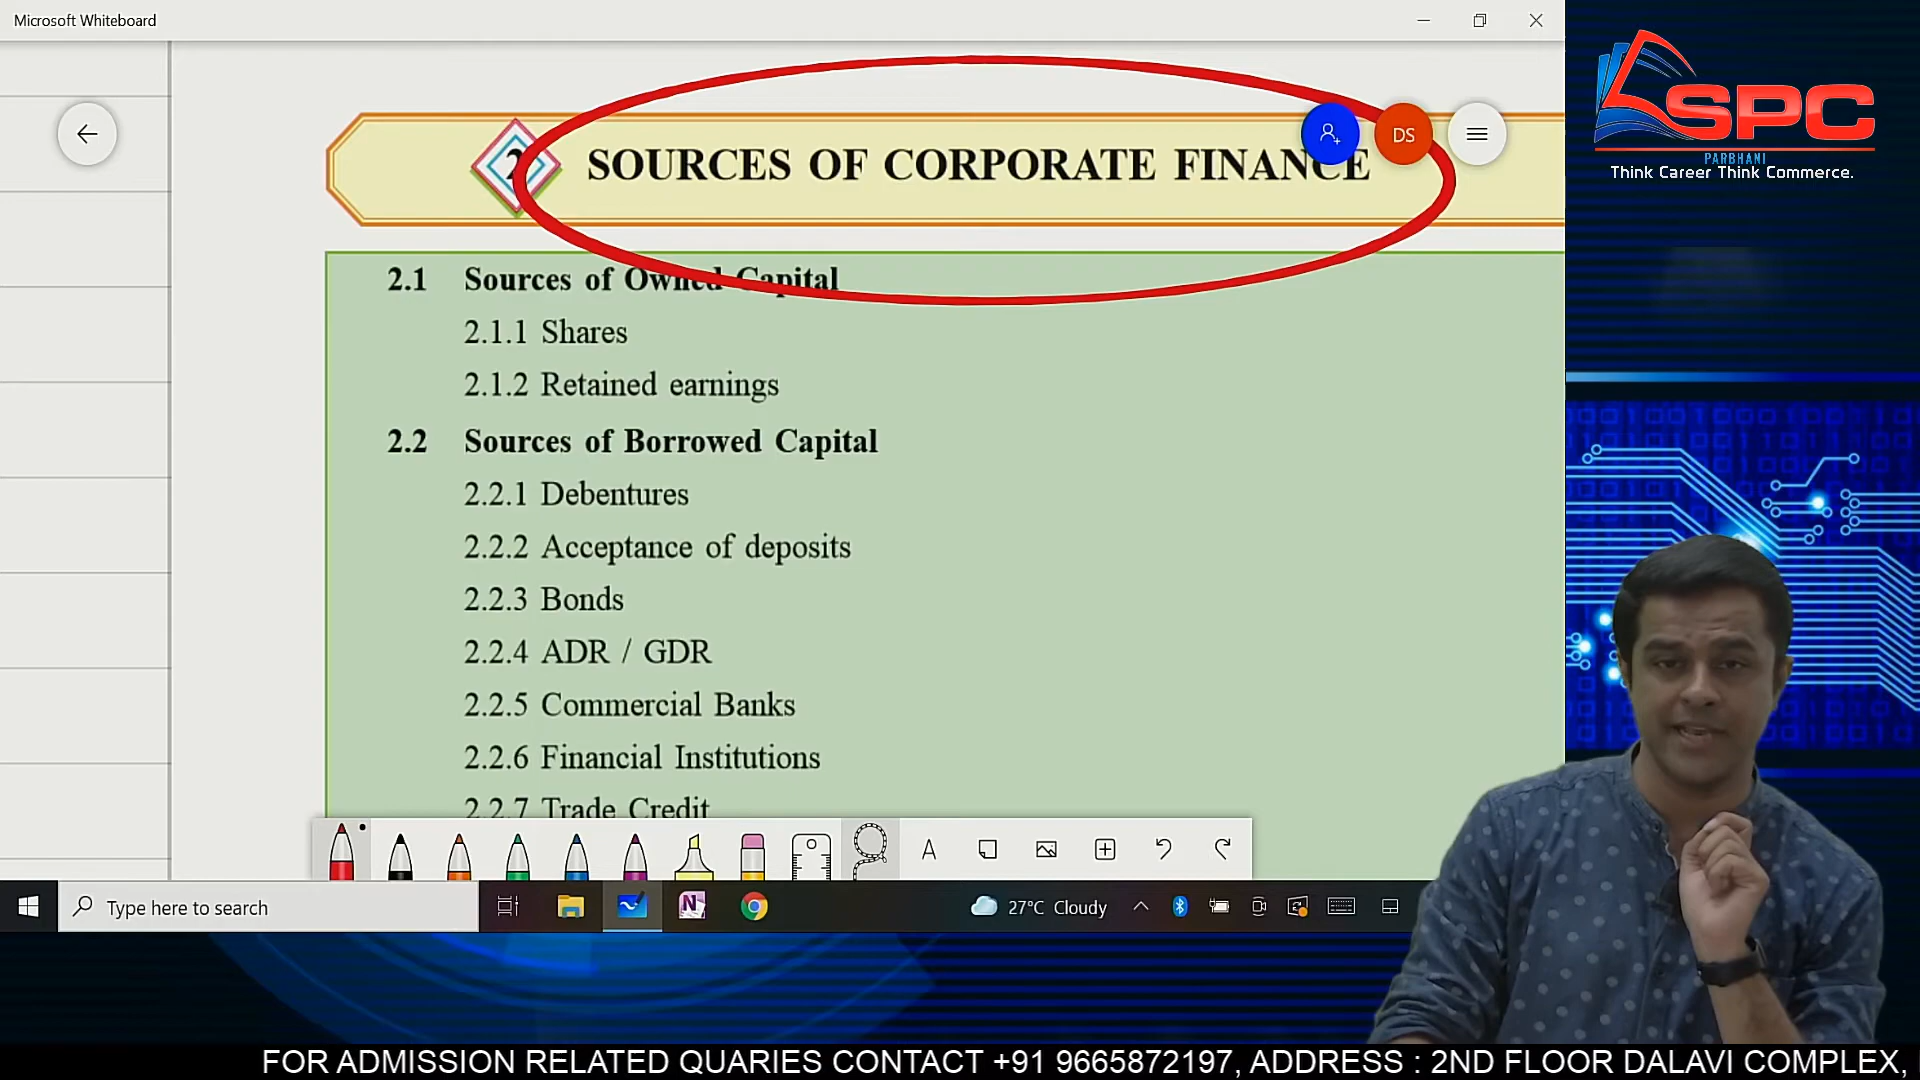 Microsoft Whiteboard
SPC
PARBHANI
Think Career Think Commerce.
DS
2 SOURCES OF CORPORATE FINANCE
2.1 Sources of Owned Capital
2.1.1 Shares
2.1.2 Retained earnings
2.2 Sources of Borrowed Capital
2.2.1 Debentures
2.2.2 Acceptance of deposits
2.2.3 Bonds
2.2.4 ADR / GDR
2.2.5 Commercial Banks
2.2.6 Financial Institutions
2.2.7 Trade Credit
Type here to search
27°C Cloudy
FOR ADMISSION RELATED QUARIES CONTACT +91 9665872197, ADDRESS : 2ND FLOOR DALAVI COMPLEX,